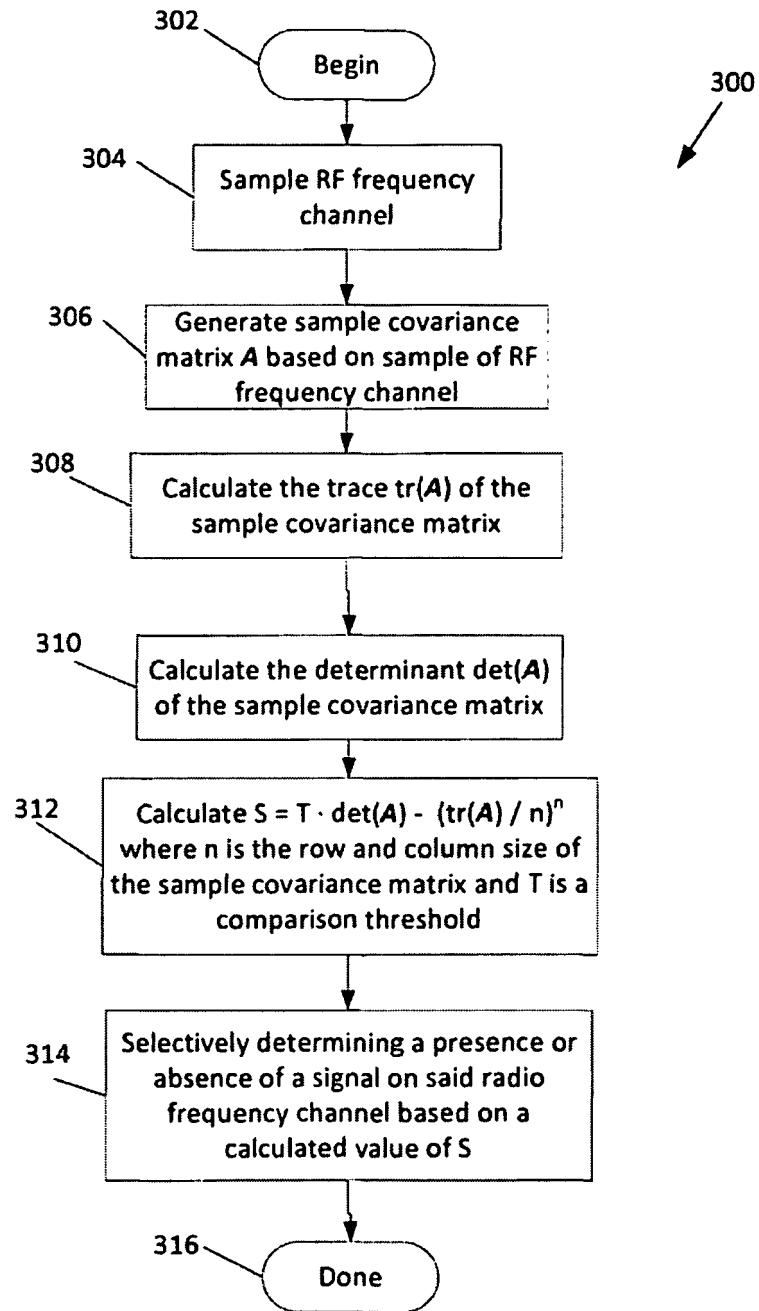 302
Begin
300
304
Sample RF frequency
channel
306
Generate sample covariance
matrix A based on sample of RF
frequency channel
308
Calculate the trace tr(A) of the
sample covariance matrix
310
Calculate the determinant det(A)
of the sample covariance matrix
312
Calculate S = T · det(A) - (tr(A) / n)ⁿ
where n is the row and column size of
the sample covariance matrix and T is a
comparison threshold
314
Selectively determining a presence or
absence of a signal on said radio
frequency channel based on a
calculated value of S
316
Done